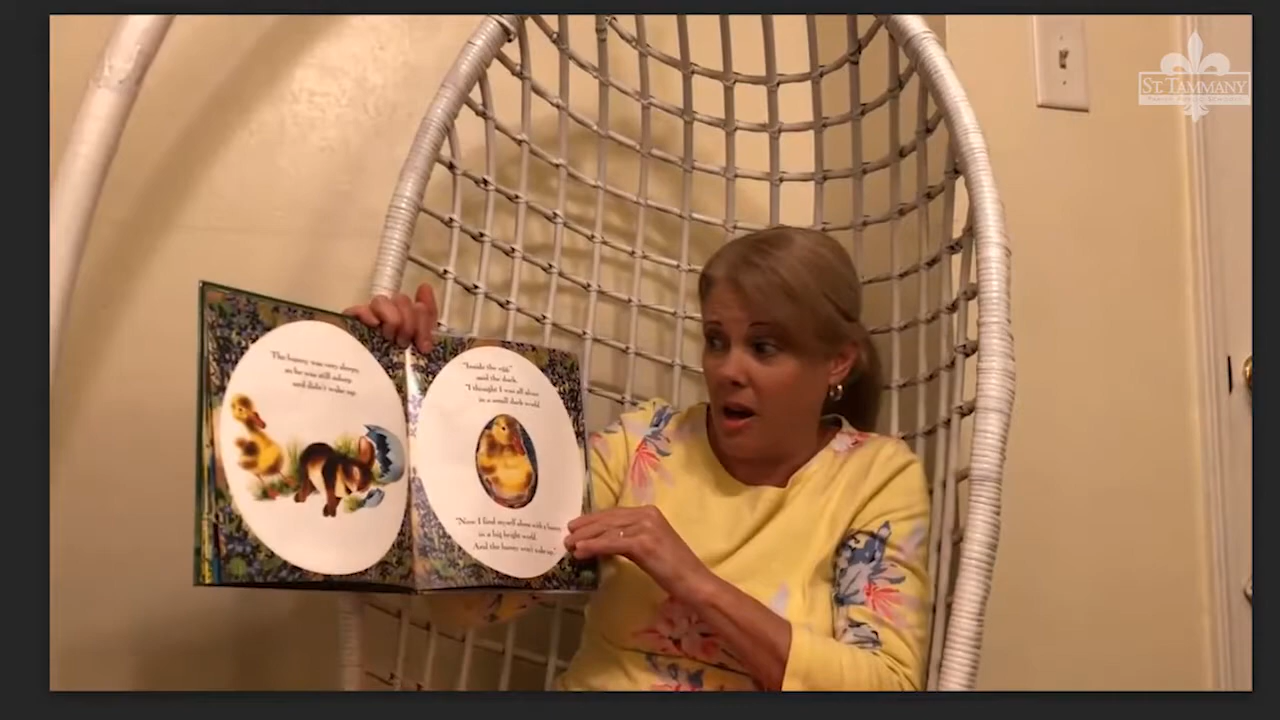 The bunny was very sleepy,
so he was still asleep
and didn't wake up.
"Inside the egg"
said the duck.
"I thought I was all alone
in a small dark world.
"Now I find myself alone with a bunny
in a big bright world.
And the bunny won't wake up."
ST. TAMMANY